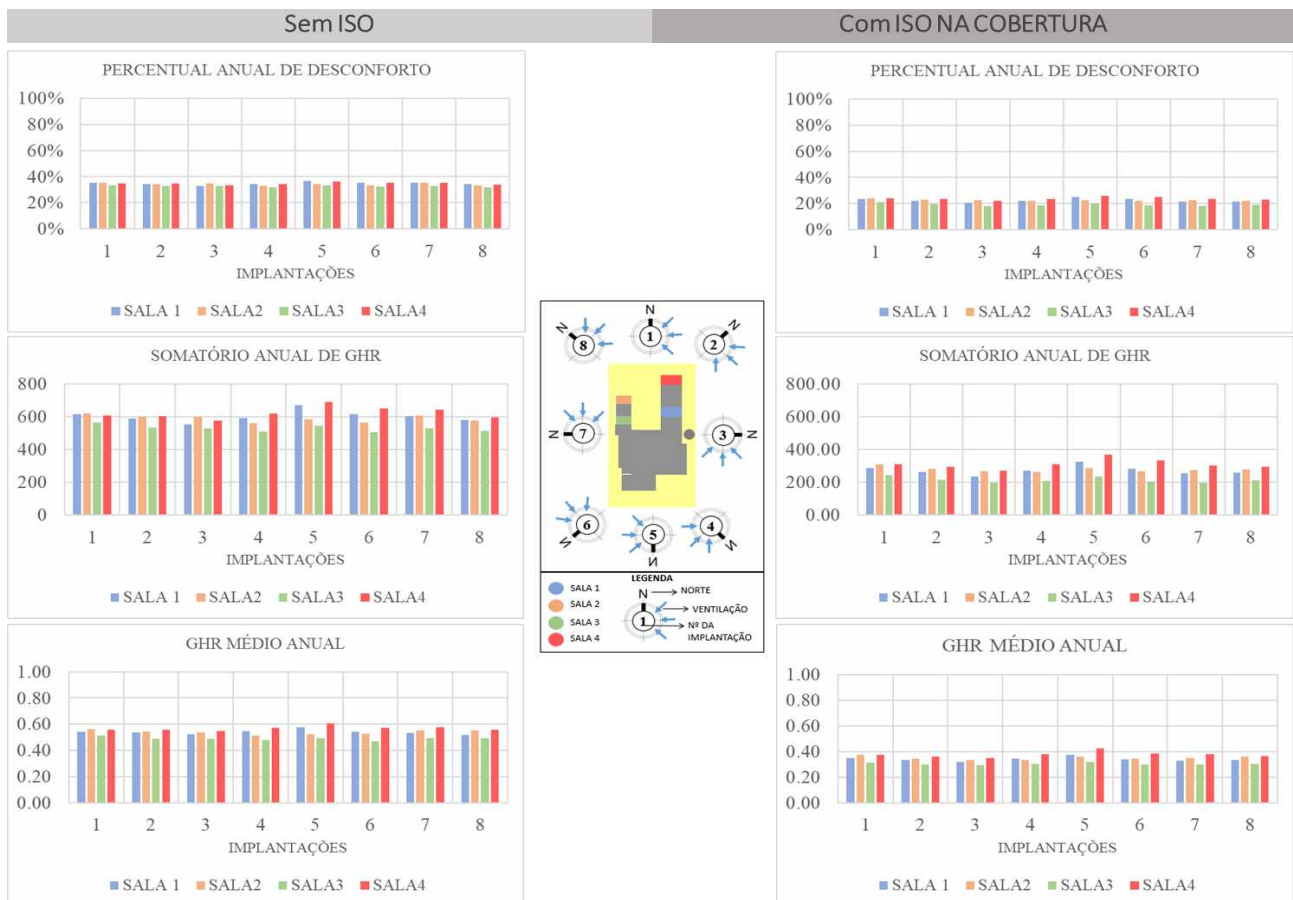 Sem ISO
Com ISO NA COBERTURA
PERCENTUAL ANUAL DE DESCONFORTO
100%
80%
60%
40%
20%
0%
1 2 3 4 5 6 7 8
IMPLANTAÇÕES
SALA 1 SALA2 SALA3 SALA4
SOMATÓRIO ANUAL DE GHR
800
600
400
200
0
1 2 3 4 5 6 7 8
IMPLANTAÇÕES
SALA 1 SALA2 SALA3 SALA4
GHR MÉDIO ANUAL
1.00
0.80
0.60
0.40
0.20
0.00
1 2 3 4 5 6 7 8
IMPLANTAÇÕES
SALA 1 SALA2 SALA3 SALA4
N
N
N
8
1
2
N
7
3
N
6
5
4
N
N
N
LEGENDA
SALA 1
SALA 2
SALA 3
SALA 4
N
NORTE
VENTILAÇÃO
1
Nº DA
IMPLANTAÇÃO
PERCENTUAL ANUAL DE DESCONFORTO
100%
80%
60%
40%
20%
0%
1 2 3 4 5 6 7 8
IMPLANTAÇÕES
SALA 1 SALA2 SALA3 SALA4
SOMATÓRIO ANUAL DE GHR
800.00
600.00
400.00
200.00
0.00
1 2 3 4 5 6 7 8
IMPLANTAÇÕES
SALA 1 SALA2 SALA3 SALA4
GHR MÉDIO ANUAL
1.00
0.80
0.60
0.40
0.20
0.00
1 2 3 4 5 6 7 8
IMPLANTAÇÕES
SALA 1 SALA2 SALA3 SALA4